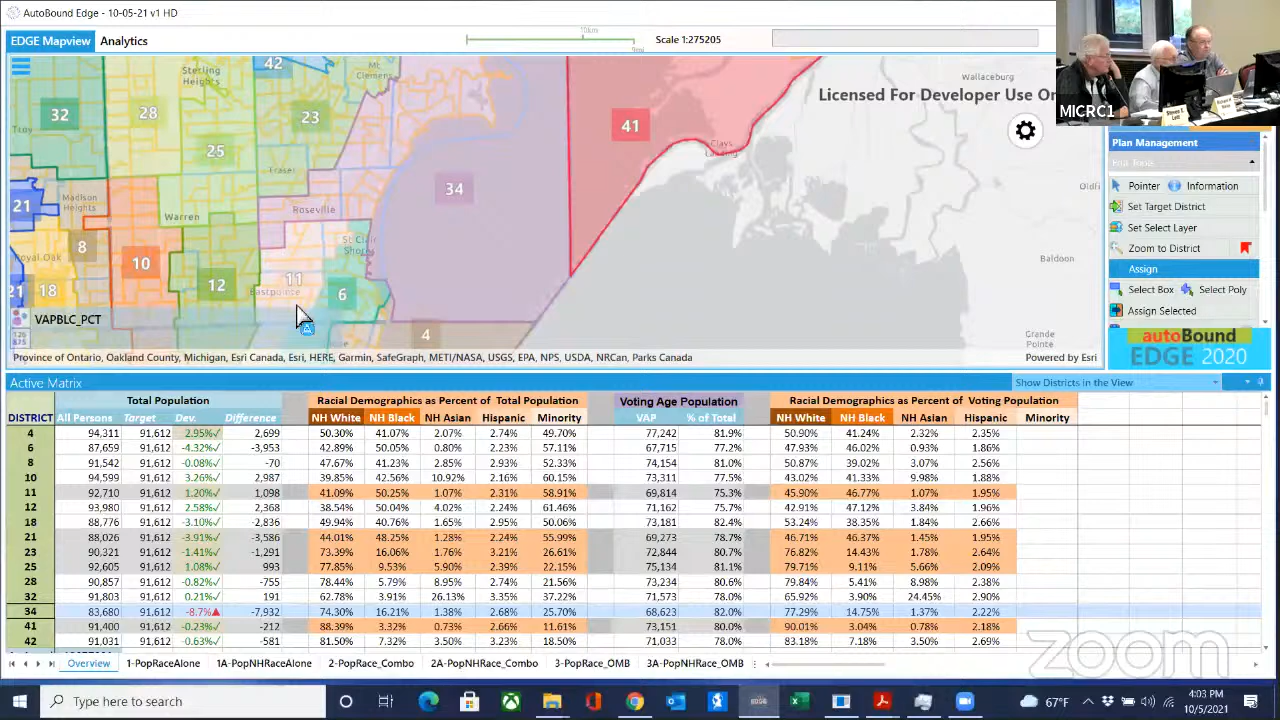 AutoBound Edge - 10-05-21 v1 HD
EDGE Mapview Analytics
10km
Scale 1:275205
Sterling Heights
42
Mt Clemens
Wallaceburg
Licensed For Developer Use On
MICRC1
32
28
23
41
Troy
25
Clays Landing
Fraser
34
21
Madison Heights
Warren
Roseville
8
St Clair Shores
Royal Oak
10
11
21 18
12
Eastpointe
6
Baldoon
VAPBLC_PCT
4
Grande Pointe
Province of Ontario, Oakland County, Michigan, Esri Canada, Esri, HERE, Garmin, SafeGraph, METI/NASA, USGS, EPA, NPS, USDA, NRCan, Parks Canada
Powered by Esri
Plan Management
Edit Tools
Pointer Information
Set Target District
Set Select Layer
Zoom to District
Assign
Select Box Select Poly
Assign Selected
autoBound
EDGE 2020
Active Matrix
Show Districts in the View
Total Population Racial Demographics as Percent of Total Population Voting Age Population Racial Demographics as Percent of Voting Population
DISTRICT All Persons Target Dev. Difference NH White NH Black NH Asian Hispanic Minority VAP % of Total NH White NH Black NH Asian Hispanic Minority
4 94,311 91,612 2.95%✓ 2,699 50.30% 41.07% 2.07% 2.74% 49.70% 77,242 81.9% 50.90% 41.24% 2.32% 2.35%
6 87,659 91,612 -4.32%✓ -3,953 42.89% 50.05% 0.80% 2.23% 57.11% 67,715 77.2% 47.93% 46.02% 0.93% 1.86%
8 91,542 91,612 -0.08%✓ -70 47.67% 41.23% 2.85% 2.93% 52.33% 74,154 81.0% 50.87% 39.02% 3.07% 2.56%
10 94,599 91,612 3.26%✓ 2,987 39.85% 42.56% 10.92% 2.16% 60.15% 73,311 77.5% 43.02% 41.33% 9.98% 1.88%
11 92,710 91,612 1.20%✓ 1,098 41.09% 50.25% 1.07% 2.31% 58.91% 69,814 75.3% 45.90% 46.77% 1.07% 1.95%
12 93,980 91,612 2.58%✓ 2,368 38.54% 50.04% 4.02% 2.24% 61.46% 71,162 75.7% 42.91% 47.12% 3.84% 1.96%
18 88,776 91,612 -3.10%✓ -2,836 49.94% 40.76% 1.65% 2.95% 50.06% 73,181 82.4% 53.24% 38.35% 1.84% 2.66%
21 88,026 91,612 -3.91%✓ -3,586 44.01% 48.25% 1.28% 2.24% 55.99% 69,273 78.7% 46.71% 46.37% 1.45% 1.95%
23 90,321 91,612 -1.41%✓ -1,291 73.39% 16.06% 1.76% 3.21% 26.61% 72,844 80.7% 76.82% 14.43% 1.78% 2.64%
25 92,605 91,612 1.08%✓ 993 77.85% 9.53% 5.90% 2.39% 22.15% 75,134 81.1% 79.71% 9.11% 5.66% 2.09%
28 90,857 91,612 -0.82%✓ -755 78.44% 5.79% 8.95% 2.74% 21.56% 73,234 80.6% 79.84% 5.41% 8.98% 2.38%
32 91,803 91,612 0.21%✓ 191 62.78% 3.91% 26.13% 3.35% 37.22% 71,573 78.0% 65.92% 3.90% 24.45% 2.90%
34 83,680 91,612 -8.7%▲ -7,932 74.30% 16.21% 1.38% 2.68% 25.70% 68,623 82.0% 77.29% 14.75% 1.37% 2.22%
41 91,400 91,612 -0.23%✓ -212 88.39% 3.32% 0.73% 2.66% 11.61% 73,151 80.0% 90.01% 3.04% 0.78% 2.18%
42 91,031 91,612 -0.63%✓ -581 81.50% 7.32% 3.50% 3.23% 18.50% 71,033 78.0% 83.18% 7.18% 3.50% 2.69%
zoom
Overview 1-PopRaceAlone 1A-PopNHRaceAlone 2-PopRace_Combo 2A-PopNHRace_Combo 3-PopRace_OMB 3A-PopNHRace_OMB
Type here to search
67°F
4:03 PM
10/5/2021